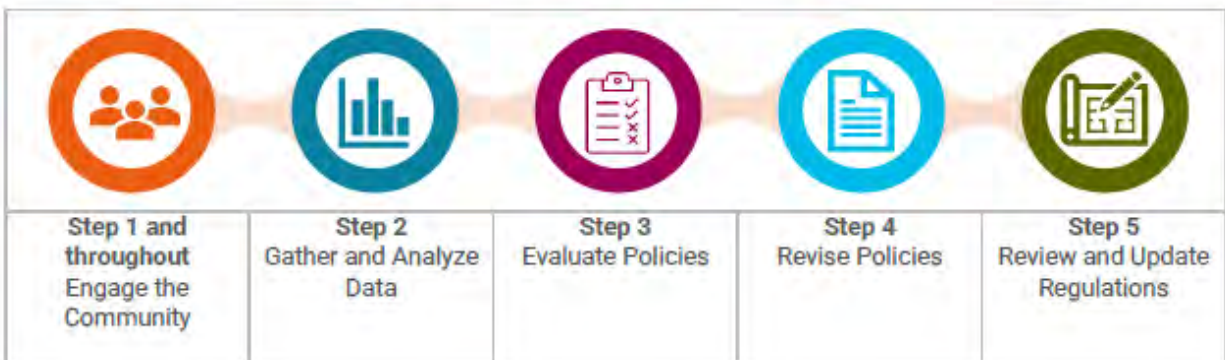 Step 1 and
throughout
Engage the
Community
Step 2
Gather and Analyze
Data
Step 3
Evaluate Policies
Step 4
Revise Policies
Step 5
Review and Update
Regulations